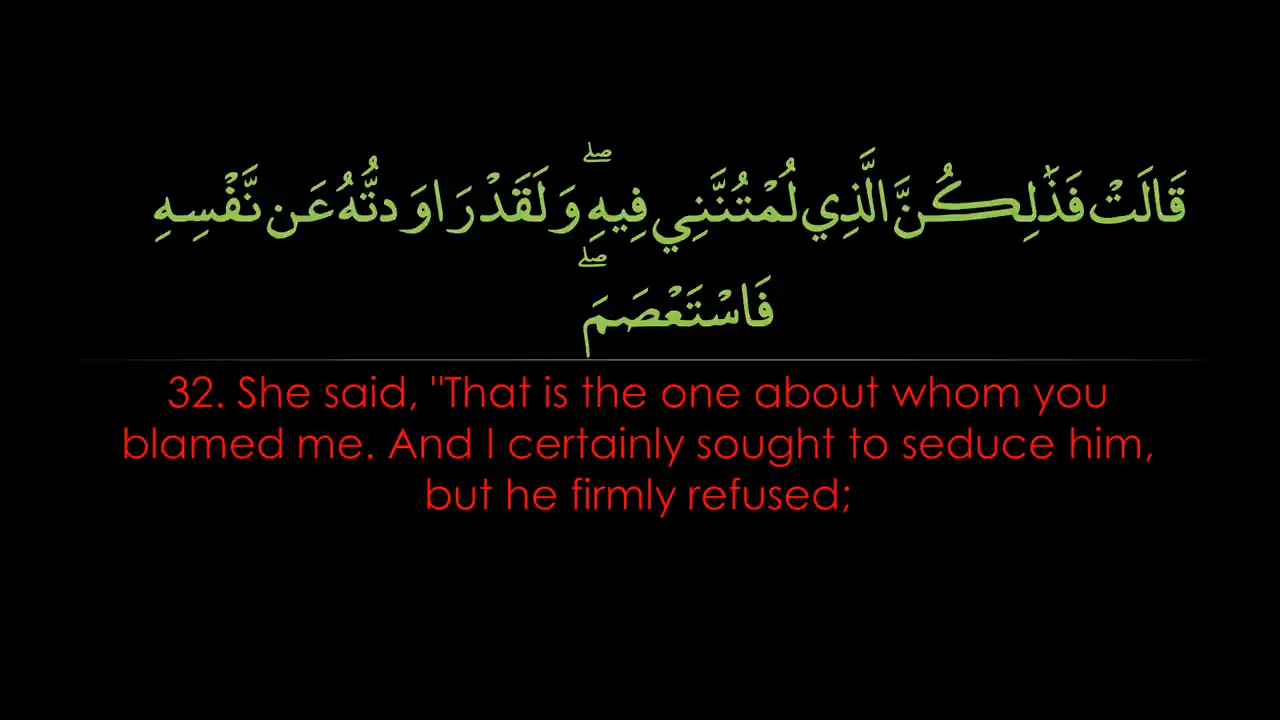 قَالَتْ فَذَٰلِكُنَّ الَّذِي لُمْتُنَّنِي فِيهِ ۖ وَلَقَدْ رَاوَدتُّهُ عَن نَّفْسِهِ
فَاسْتَعْصَمَ ۖ
32. She said, "That is the one about whom you
blamed me. And I certainly sought to seduce him,
but he firmly refused;